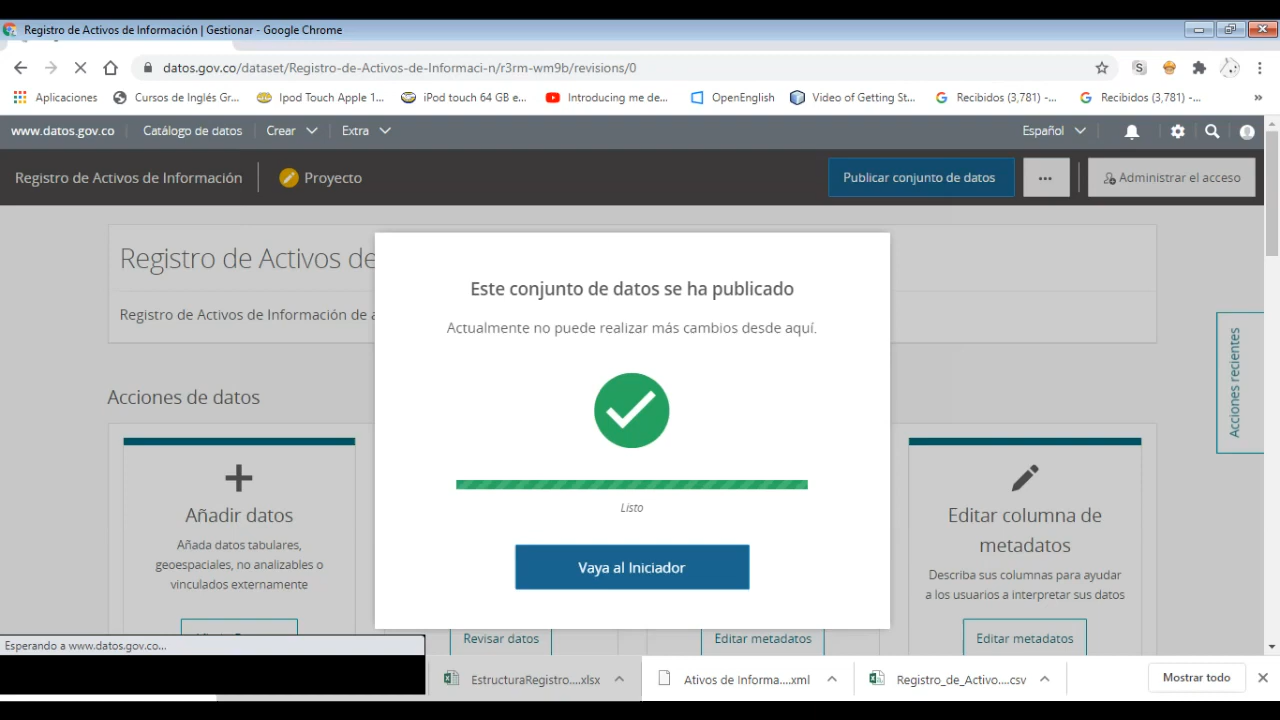 Registro de Activos de Información | Gestionar - Google Chrome
datos.gov.co/dataset/Registro-de-Activos-de-Informaci-n/r3rm-wm9b/revisions/0
Aplicaciones Cursos de Inglés Gr... Ipod Touch Apple 1... iPod touch 64 GB e... Introducing me de... OpenEnglish Video of Getting St... Recibidos (3,781) -... Recibidos (3,781) -... »
www.datos.gov.co Catálogo de datos Crear Extra Español
Registro de Activos de Información Proyecto Publicar conjunto de datos ... Administrar el acceso
Registro de Activos de
Registro de Activos de Información de a
Este conjunto de datos se ha publicado
Actualmente no puede realizar más cambios desde aquí.
Listo
Vaya al Iniciador
Acciones recientes
Acciones de datos
Añadir datos
Añada datos tabulares,
geoespaciales, no analizables o
vinculados externamente
Editar columna de
metadatos
Describa sus columnas para ayudar
a los usuarios a interpretar sus datos
Revisar datos Editar metadatos Editar metadatos
Esperando a www.datos.gov.co...
EstructuraRegistro....xlsx Ativos de Informa....xml Registro_de_Activo....csv Mostrar todo